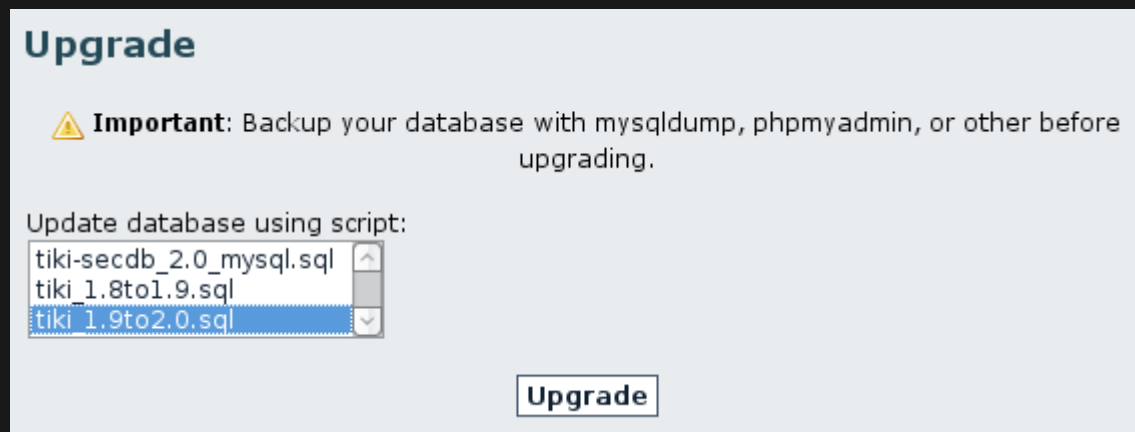 Upgrade
Important: Backup your database with mysqldump, phpmyadmin, or other before
upgrading.
Update database using script:
tiki-secdb_2.0_mysql.sql
tiki_1.8to1.9.sql
tiki_1.9to2.0.sql
Upgrade